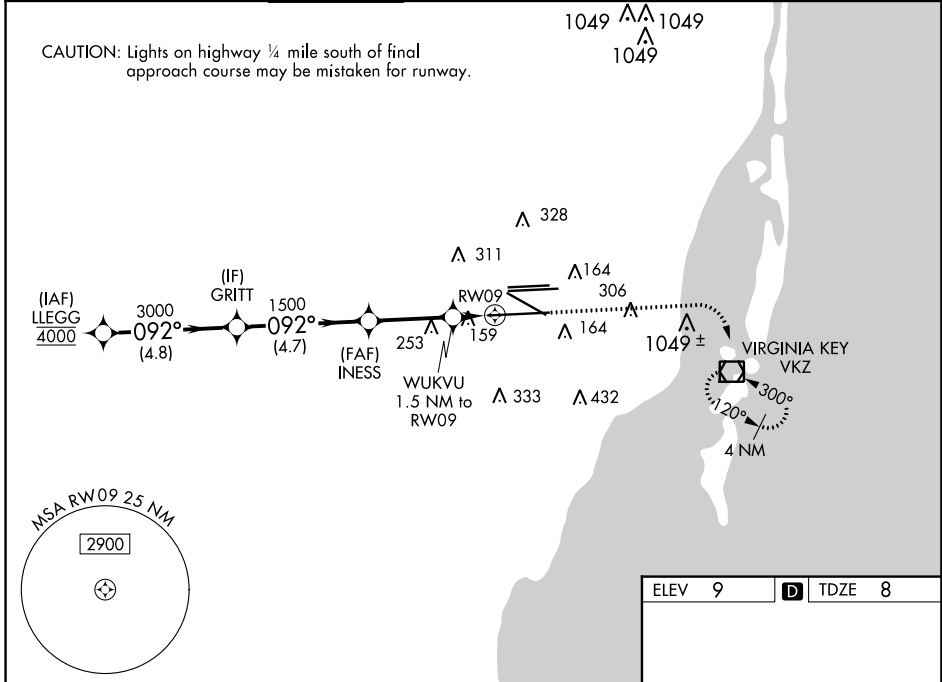 1049 1049
1049
CAUTION: Lights on highway ¼ mile south of final
approach course may be mistaken for runway.
328
311
164
306
(IAF)
LLEGG
4000
3000
092°
(4.8)
(IF)
GRITT
1500
092°
(4.7)
(FAF)
INESS
253
RW09
159
164
1049 ±
WUKVU
1.5 NM to
RW09
333
432
VIRGINIA KEY
VKZ
300°
120°
4 NM
MSA RW09 25 NM
2900
ELEV 9 D TDZE 8